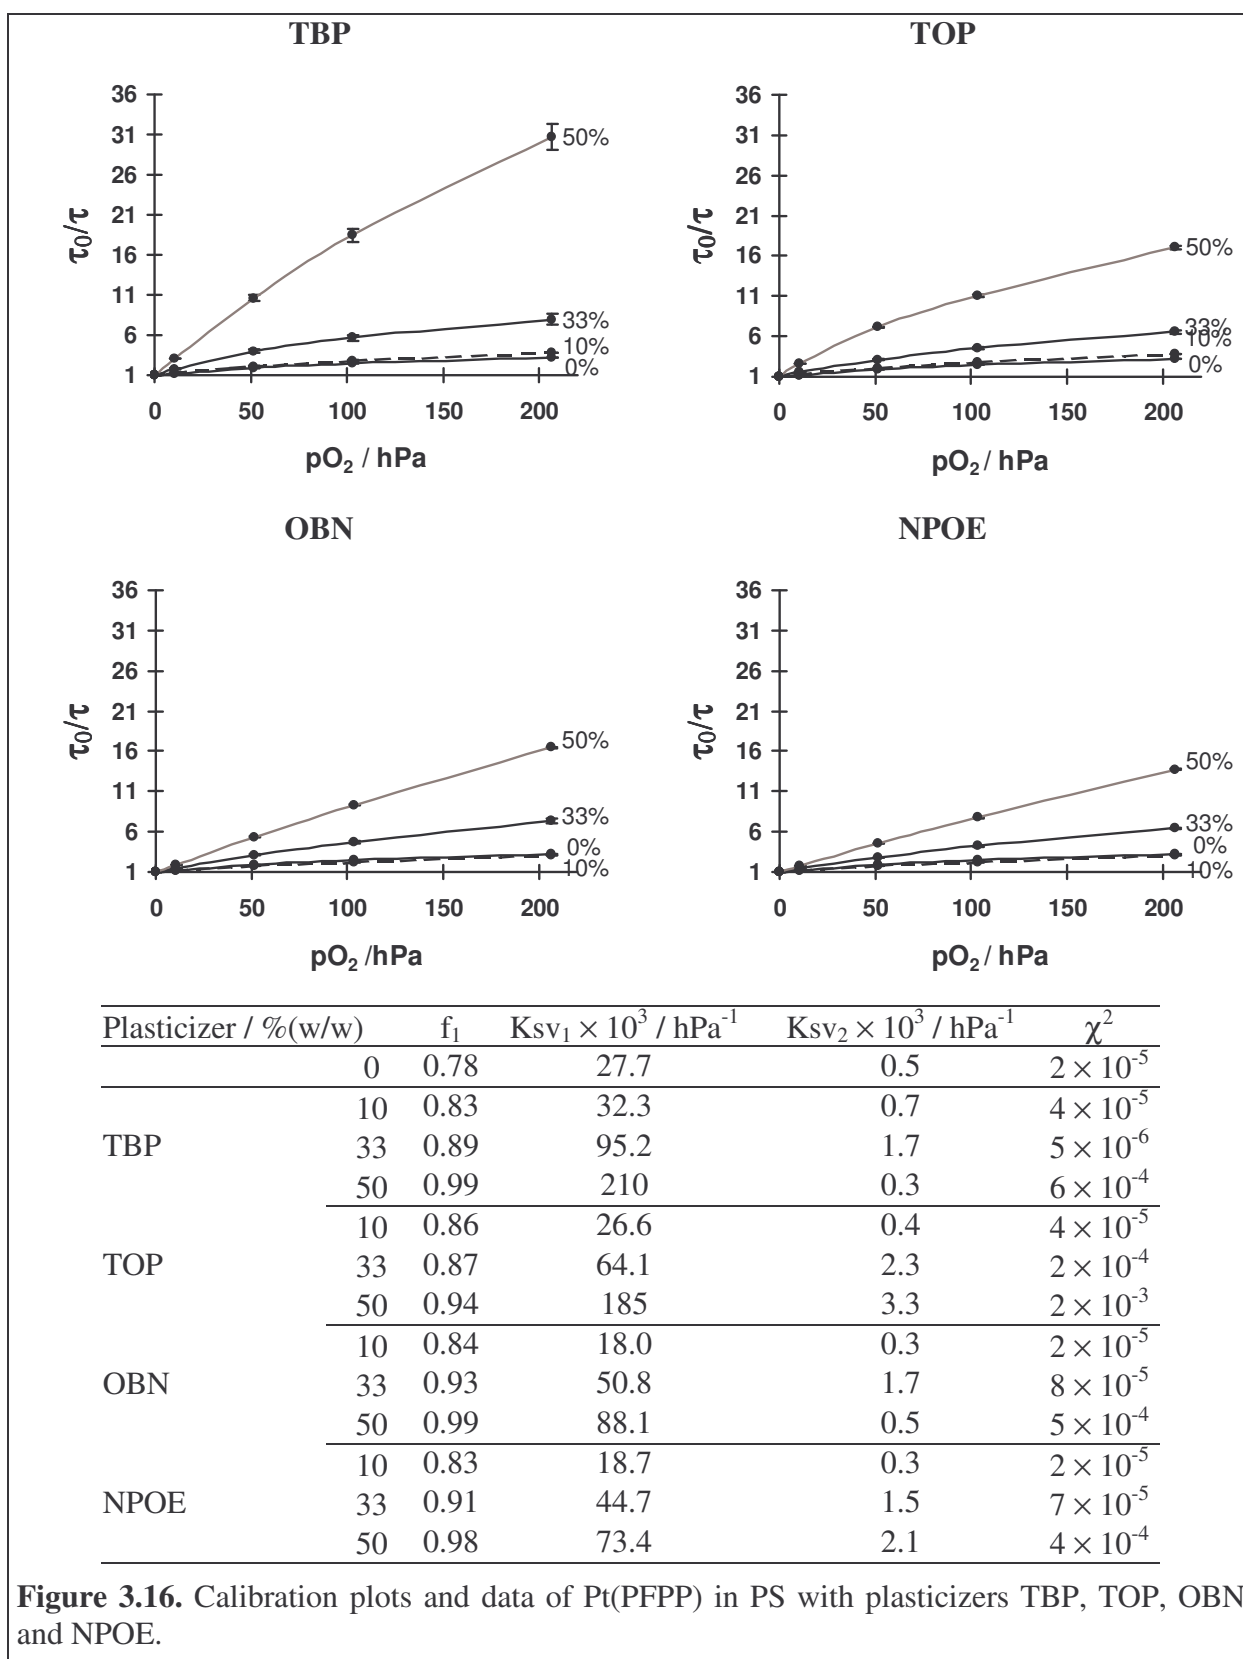 TBP
36
31
26
21
16
11
6
1
τ₀/τ
50%
33%
10%
0%
0 50 100 150 200
pO₂ / hPa
TOP
36
31
26
21
16
11
6
1
τ₀/τ
50%
33%
10%
0%
0 50 100 150 200
pO₂ / hPa
OBN
36
31
26
21
16
11
6
1
τ₀/τ
50%
33%
0%
10%
0 50 100 150 200
pO₂ /hPa
NPOE
36
31
26
21
16
11
6
1
τ₀/τ
50%
33%
0%
10%
0 50 100 150 200
pO₂ / hPa
Plasticizer / %(w/w) f₁ Ksv₁ × 10³ / hPa⁻¹ Ksv₂ × 10³ / hPa⁻¹ χ²
0 0.78 27.7 0.5 2 × 10⁻⁵
10 0.83 32.3 0.7 4 × 10⁻⁵
TBP 33 0.89 95.2 1.7 5 × 10⁻⁶
50 0.99 210 0.3 6 × 10⁻⁴
10 0.86 26.6 0.4 4 × 10⁻⁵
TOP 33 0.87 64.1 2.3 2 × 10⁻⁴
50 0.94 185 3.3 2 × 10⁻³
10 0.84 18.0 0.3 2 × 10⁻⁵
OBN 33 0.93 50.8 1.7 8 × 10⁻⁵
50 0.99 88.1 0.5 5 × 10⁻⁴
10 0.83 18.7 0.3 2 × 10⁻⁵
NPOE 33 0.91 44.7 1.5 7 × 10⁻⁵
50 0.98 73.4 2.1 4 × 10⁻⁴
Figure 3.16. Calibration plots and data of Pt(PFPP) in PS with plasticizers TBP, TOP, OBN
and NPOE.